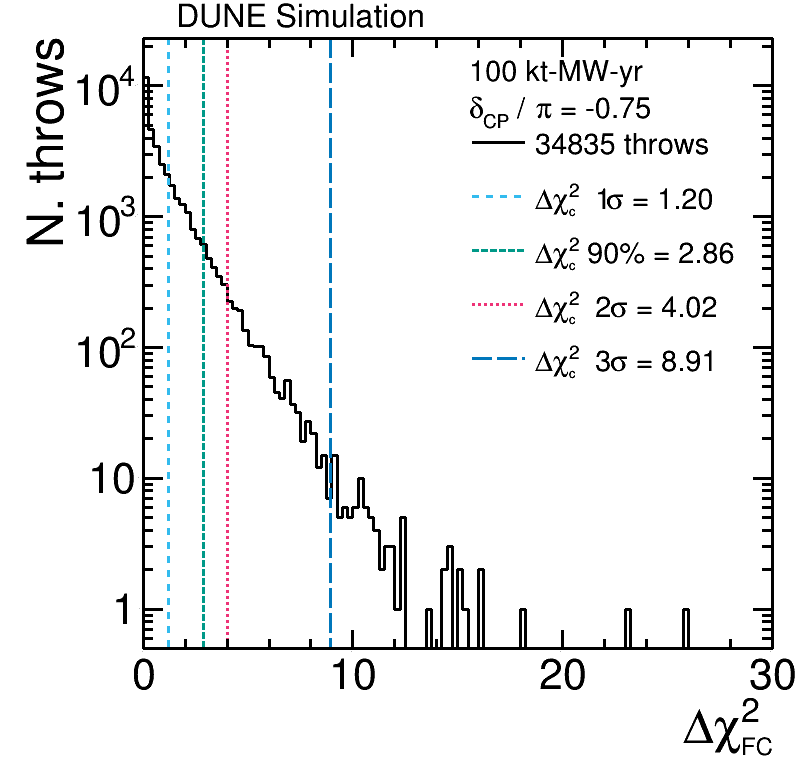 DUNE Simulation
N. throws
10⁴
10³
10²
10
1
100 kt-MW-yr
δCP / π = -0.75
34835 throws
Δχ²c 1σ = 1.20
Δχ²c 90% = 2.86
Δχ²c 2σ = 4.02
Δχ²c 3σ = 8.91
0 10 20 30
Δχ²FC